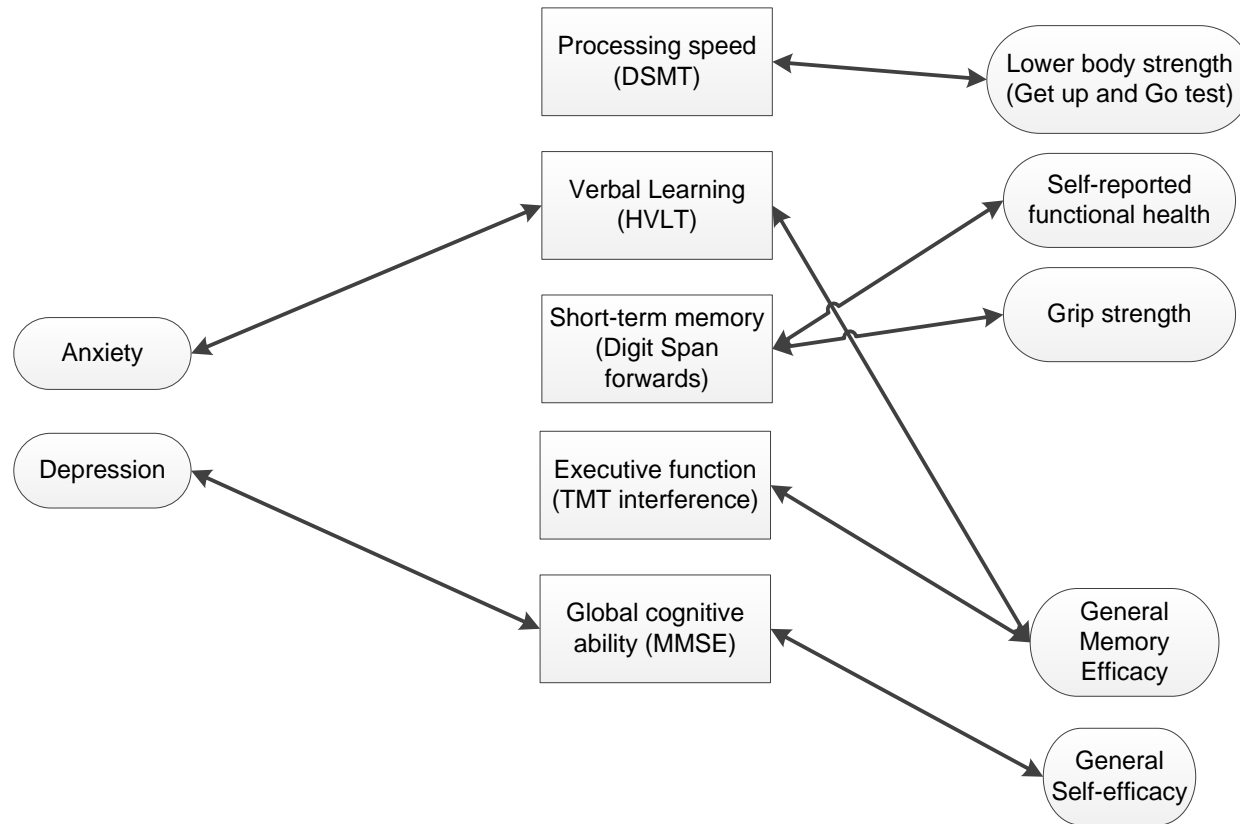 Processing speed
(DSMT)
Lower body strength
(Get up and Go test)
Verbal Learning
(HVLT)
Self-reported
functional health
Short-term memory
(Digit Span
forwards)
Grip strength
Anxiety
Depression
Executive function
(TMT interference)
Global cognitive
ability (MMSE)
General
Memory
Efficacy
General
Self-efficacy